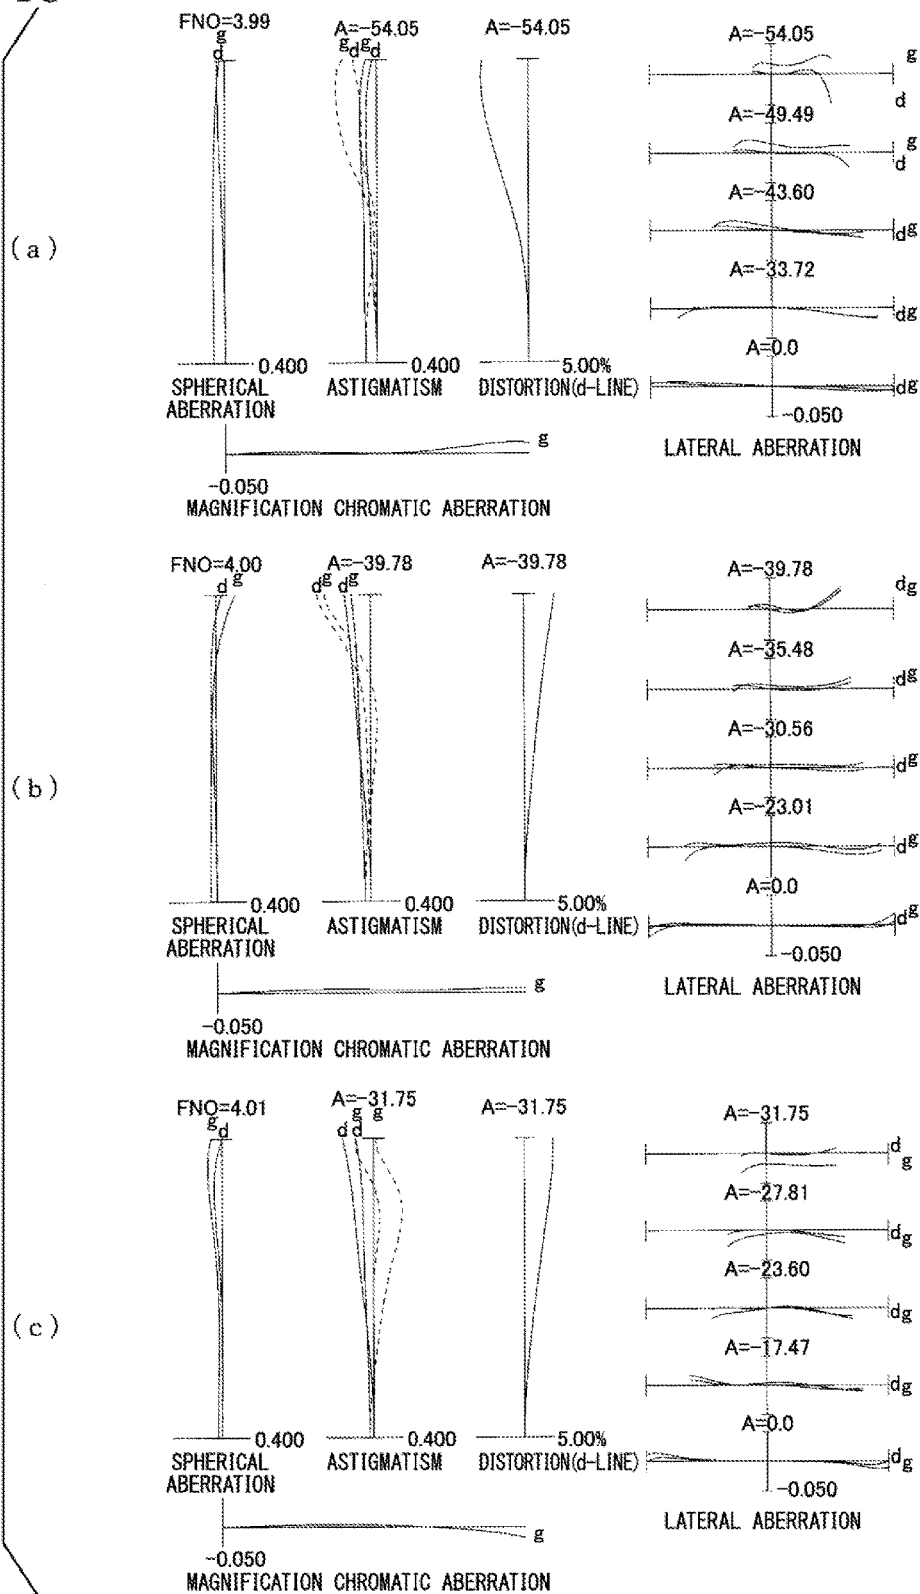 (a)
FNO=3.99
g
d
0.400
SPHERICAL
ABERRATION
A=-54.05
g d g d
0.400
ASTIGMATISM
A=-54.05
5.00%
DISTORTION(d-LINE)
A=-54.05
g
d
A=-49.49
g
d
A=-43.60
dg
A=-33.72
dg
A=0.0
dg
-0.050
LATERAL ABERRATION
g
-0.050
MAGNIFICATION CHROMATIC ABERRATION
(b)
FNO=4.00
d g
0.400
SPHERICAL
ABERRATION
A=-39.78
dg dg
0.400
ASTIGMATISM
A=-39.78
5.00%
DISTORTION(d-LINE)
A=-39.78
dg
A=-35.48
dg
A=-30.56
dg
A=-23.01
dg
A=0.0
dg
-0.050
LATERAL ABERRATION
g
-0.050
MAGNIFICATION CHROMATIC ABERRATION
(c)
FNO=4.01
g
d
0.400
SPHERICAL
ABERRATION
A=-31.75
g g
d d
0.400
ASTIGMATISM
A=-31.75
5.00%
DISTORTION(d-LINE)
A=-31.75
d
g
A=-27.81
dg
A=-23.60
dg
A=-17.47
dg
A=0.0
dg
-0.050
LATERAL ABERRATION
g
-0.050
MAGNIFICATION CHROMATIC ABERRATION